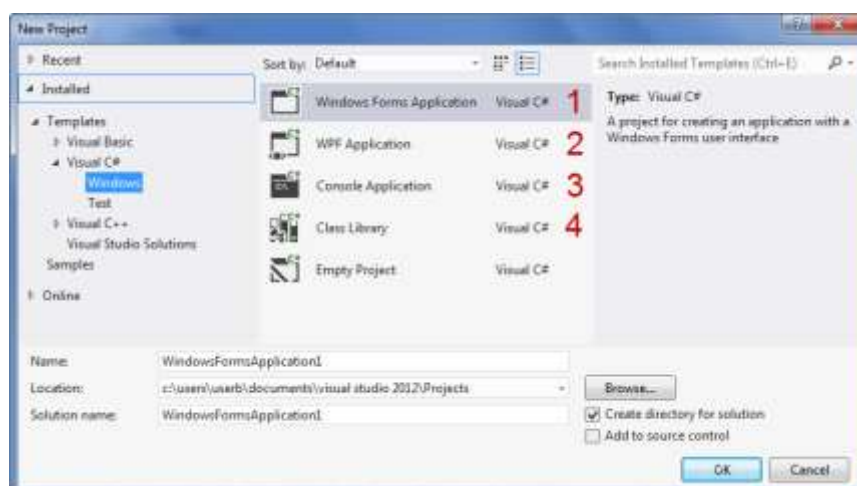 New Project
Recent
Installed
Templates
Visual Basic
Visual C#
Windows
Test
Visual C++
Visual Studio Solutions
Samples
Online
Sort by: Default
Windows Forms Application Visual C# 1
WPF Application Visual C# 2
Console Application Visual C# 3
Class Library Visual C# 4
Empty Project Visual C#
Search Installed Templates (Ctrl+E)
Type: Visual C#
A project for creating an application with a
Windows Forms user interface
Name: WindowsFormsApplication1
Location: c:\users\userb\documents\visual studio 2012\Projects
Browse...
Solution name: WindowsFormsApplication1
Create directory for solution
Add to source control
OK Cancel